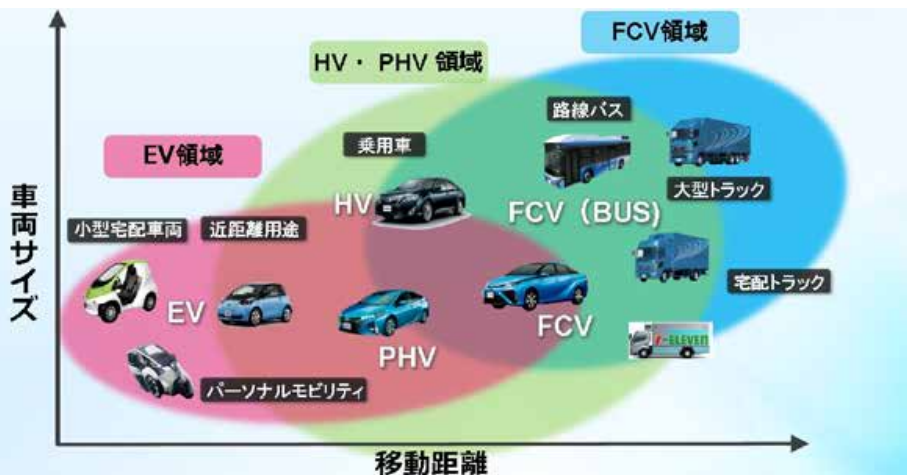 FCV領域
HV・PHV 領域
EV領域
路線バス
乗用車
大型トラック
HV
FCV（BUS)
小型宅配車両
近距離用途
宅配トラック
EV
FCV
PHV
パーソナルモビリティ
車両サイズ
移動距離